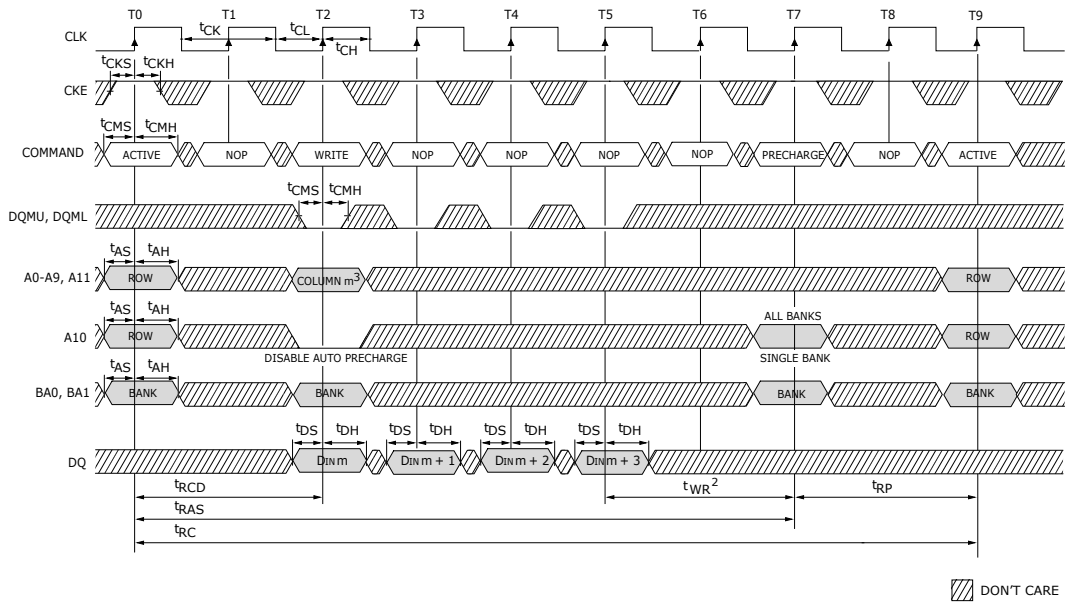 T0 T1 T2 T3 T4 T5 T6 T7 T8 T9
CLK tCK tCL tCH
tCKS tCKH
CKE
tCMS tCMH
COMMAND ACTIVE NOP WRITE NOP NOP NOP NOP PRECHARGE NOP ACTIVE
tCMS tCMH
DQMU, DQML
tAS tAH
A0-A9, A11 ROW COLUMN m3 ROW
tAS tAH ALL BANKS
A10 ROW ROW
DISABLE AUTO PRECHARGE SINGLE BANK
tAS tAH
BA0, BA1 BANK BANK BANK BANK
tDS tDH tDS tDH tDS tDH tDS tDH
DQ DIN m DIN m + 1 DIN m + 2 DIN m + 3
tRCD tWR2 tRP
tRAS
tRC
DON'T CARE